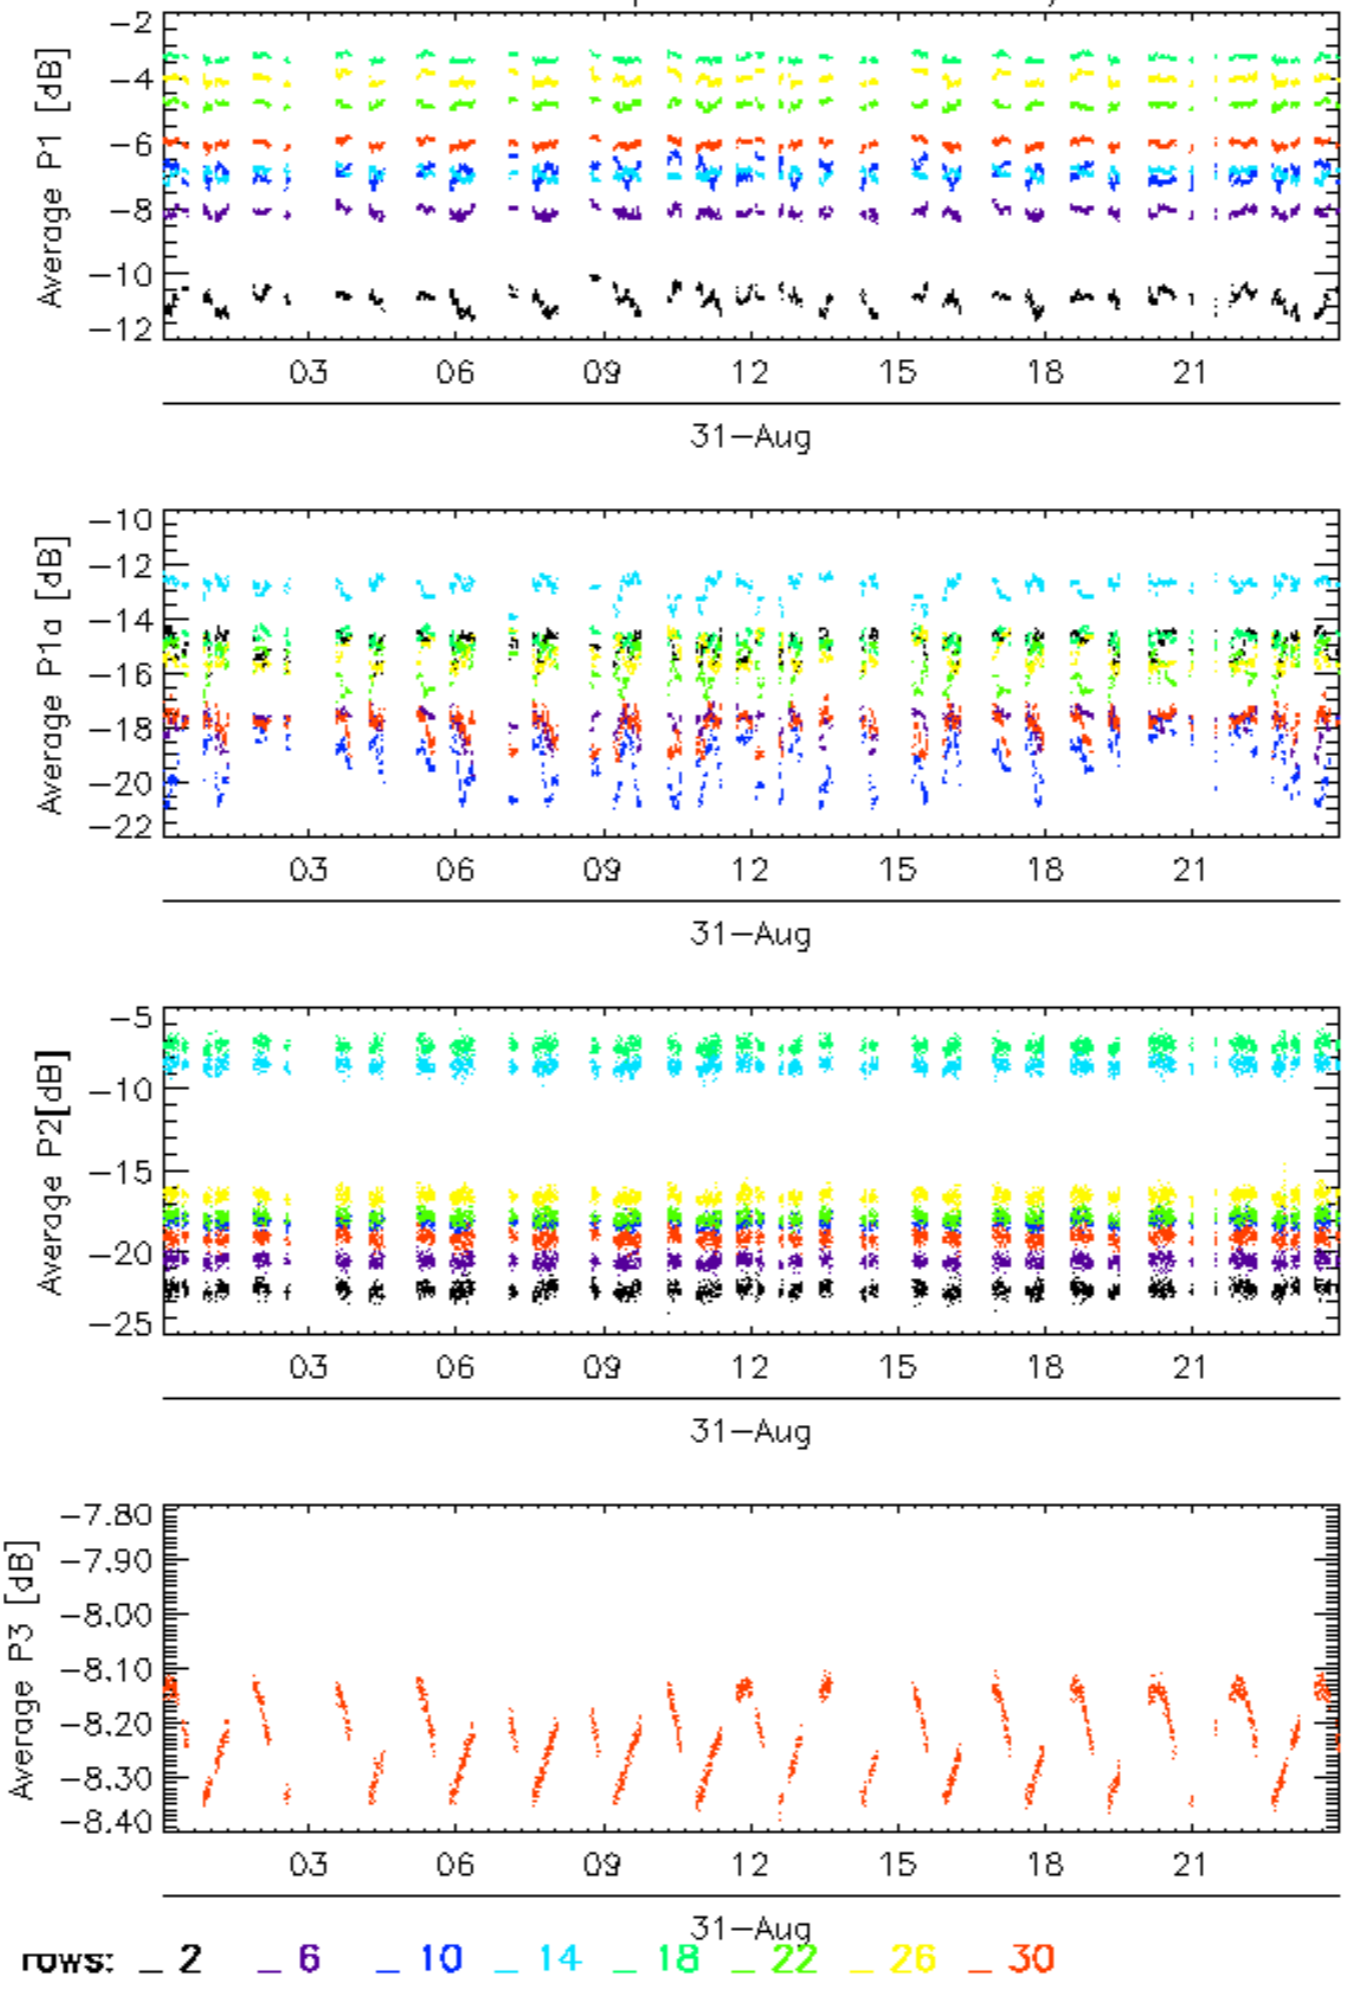 Average P1 [dB]
-2
-4
-6
-8
-10
-12
03 06 09 12 15 18 21
31-Aug
Average P1a [dB]
-10
-12
-14
-16
-18
-20
-22
03 06 09 12 15 18 21
31-Aug
Average P2[dB]
-5
-10
-15
-20
-25
03 06 09 12 15 18 21
31-Aug
Average P3 [dB]
-7.80
-7.90
-8.00
-8.10
-8.20
-8.30
-8.40
03 06 09 12 15 18 21
31-Aug
rows: _ 2 _ 6 _ 10 _ 14 _ 18 _ 22 _ 26 _ 30